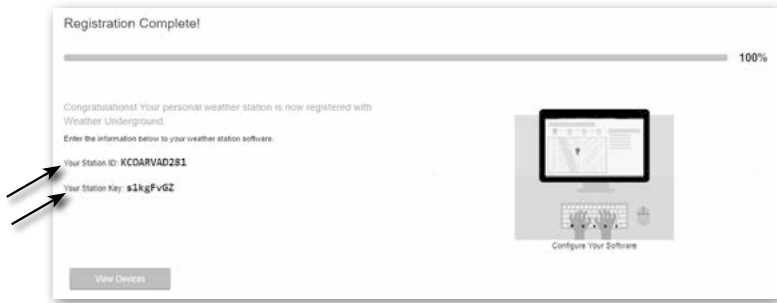 Registration Complete!
100%
Congratulations! Your personal weather station is now registered with
Weather Underground.
Enter the information below to your weather station software.
Your Station ID: KCOARVAD281
Your Station Key: s1kgFvGZ
Configure Your Software
View Devices